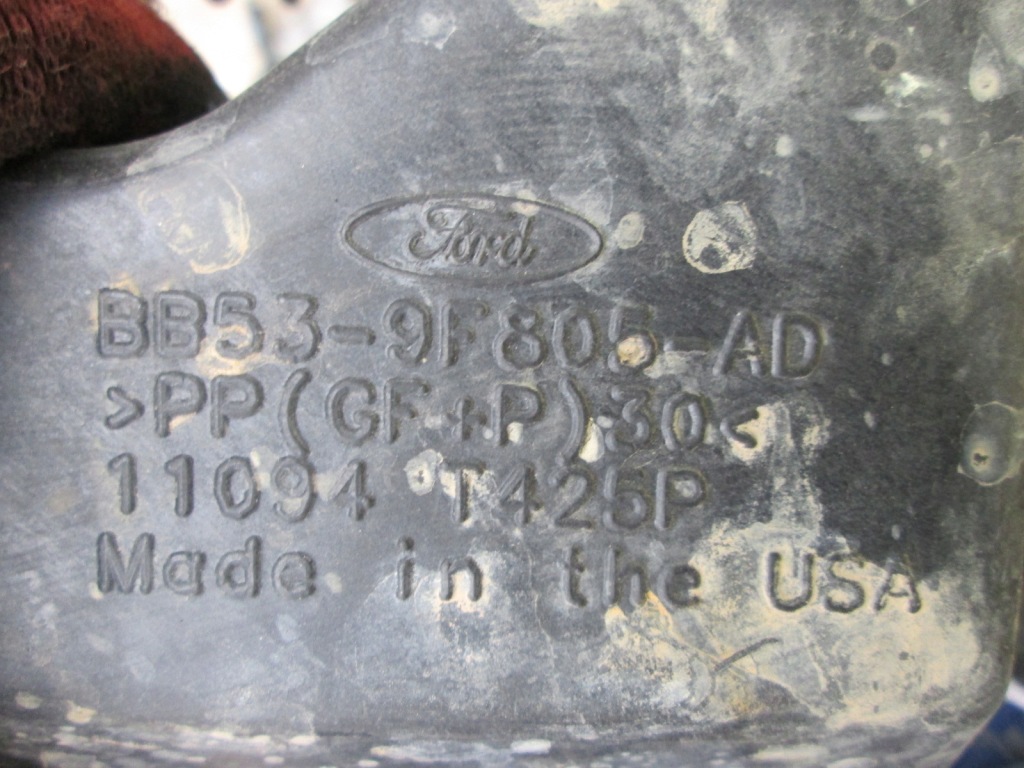 Ford
BB53-9F805-AD
>PP(GF+P)30<
11094 T425P
Made in the USA